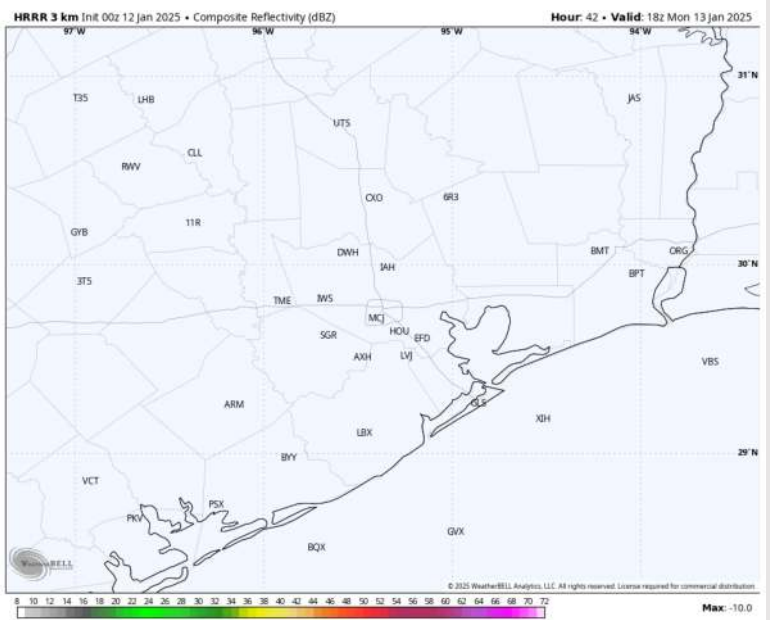 HRRR 3 km Init 00z 12 Jan 2025 • Composite Reflectivity (dBZ) Hour: 42 • Valid: 18z Mon 13 Jan 2025
97°W 96°W 95°W 94°W
31°N
T35 LHB JAS
UTS
CLL
RWV
CXO 6R3
11R
GYB
DWH BMT ORG
IAH 30°N
3T5 BPT
TME IWS
MCJ
SGR HOU EFD
AXH LVJ VBS
ARM GLS
XIH
LBX
BYY 29°N
VCT
PSX
PKV
GVX
BQX
WEATHERBELL
© 2025 WeatherBELL Analytics, LLC. All rights reserved. License required for commercial distribution.
8 10 12 14 16 18 20 22 24 26 28 30 32 34 36 38 40 42 44 46 48 50 52 54 56 58 60 62 64 66 68 70 72
Max: -10.0